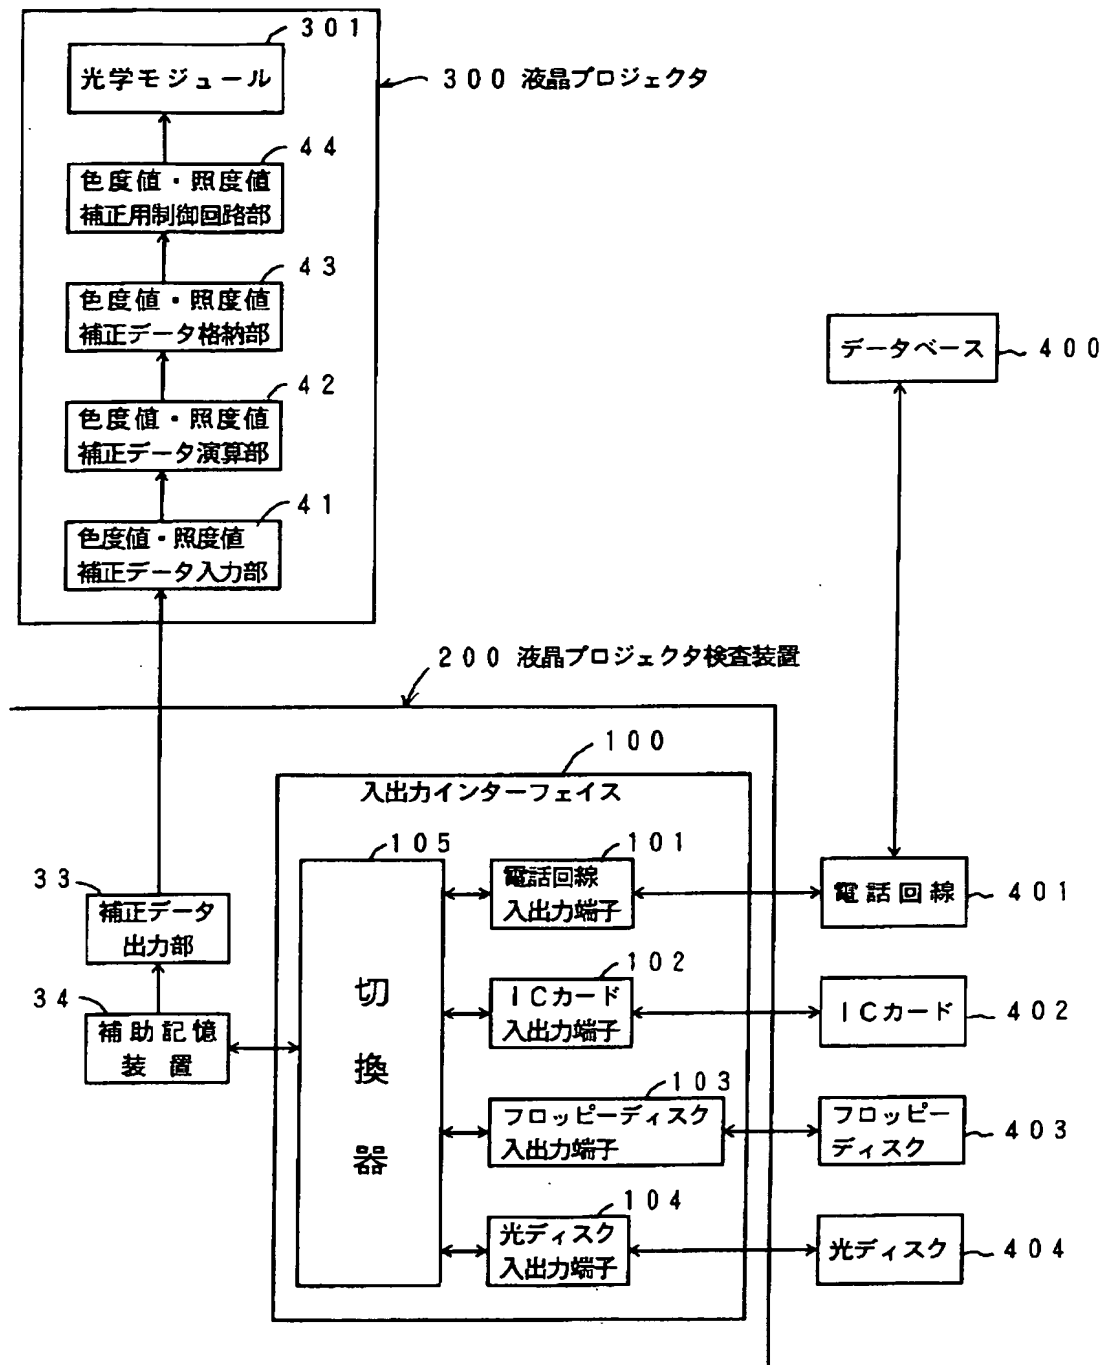 301
光学モジュール
300 液晶プロジェクタ
44
色度値・照度値
補正用制御回路部
43
色度値・照度値
補正データ格納部
データベース
400
42
色度値・照度値
補正データ演算部
41
色度値・照度値
補正データ入力部
200 液晶プロジェクタ検査装置
100
入出力インターフェイス
105
101
33
補正データ
出力部
電話回線
入出力端子
電話回線
401
34
補助記憶
装置
切
換
器
102
ICカード
入出力端子
ICカード
402
103
フロッピーディスク
入出力端子
フロッピー
ディスク
403
104
光ディスク
入出力端子
光ディスク
404